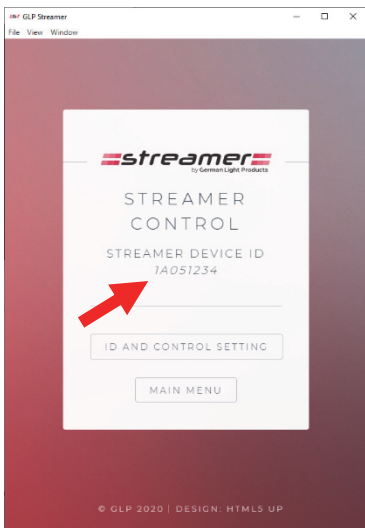 GLP Streamer
File View Window
streamer
by German Light Products
STREAMER
CONTROL
STREAMER DEVICE ID
1A051234
ID AND CONTROL SETTING
MAIN MENU
© GLP 2020 | DESIGN: HTML5 UP